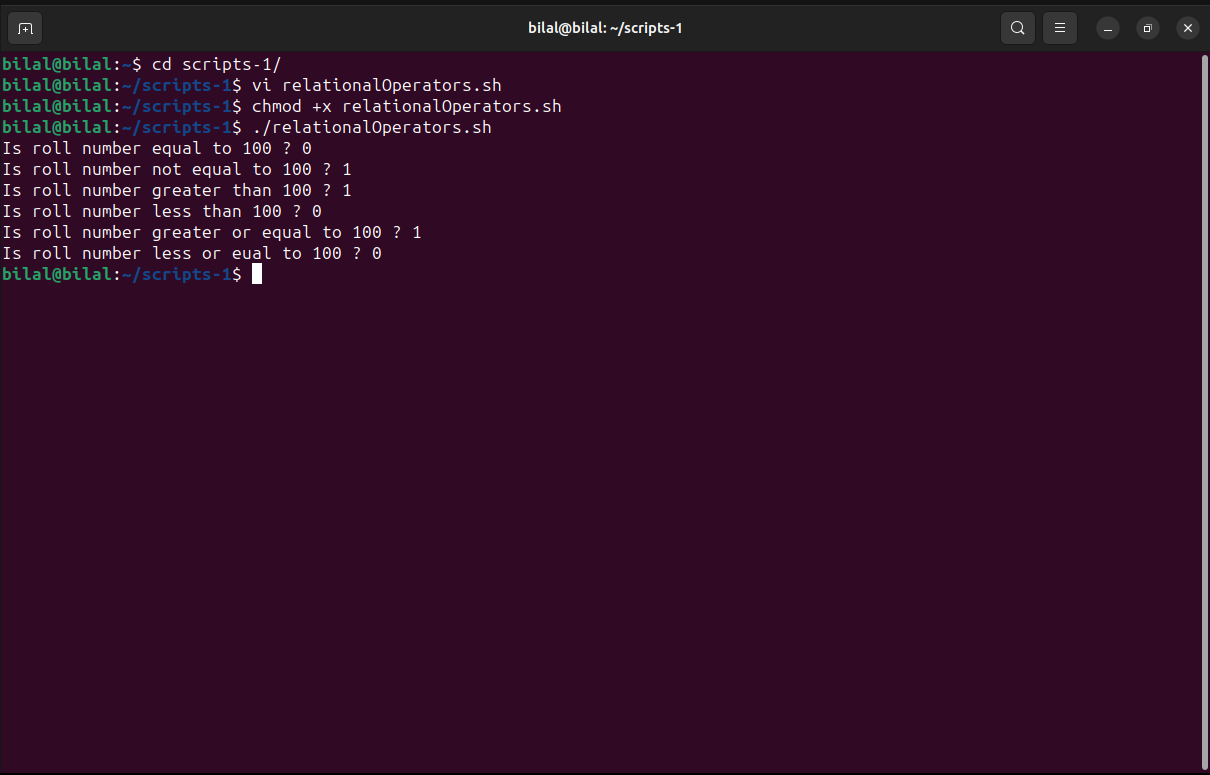 bilal@bilal: ~/scripts-1
bilal@bilal:~$ cd scripts-1/
bilal@bilal:~/scripts-1$ vi relationalOperators.sh
bilal@bilal:~/scripts-1$ chmod +x relationalOperators.sh
bilal@bilal:~/scripts-1$ ./relationalOperators.sh
Is roll number equal to 100 ? 0
Is roll number not equal to 100 ? 1
Is roll number greater than 100 ? 1
Is roll number less than 100 ? 0
Is roll number greater or equal to 100 ? 1
Is roll number less or eual to 100 ? 0
bilal@bilal:~/scripts-1$